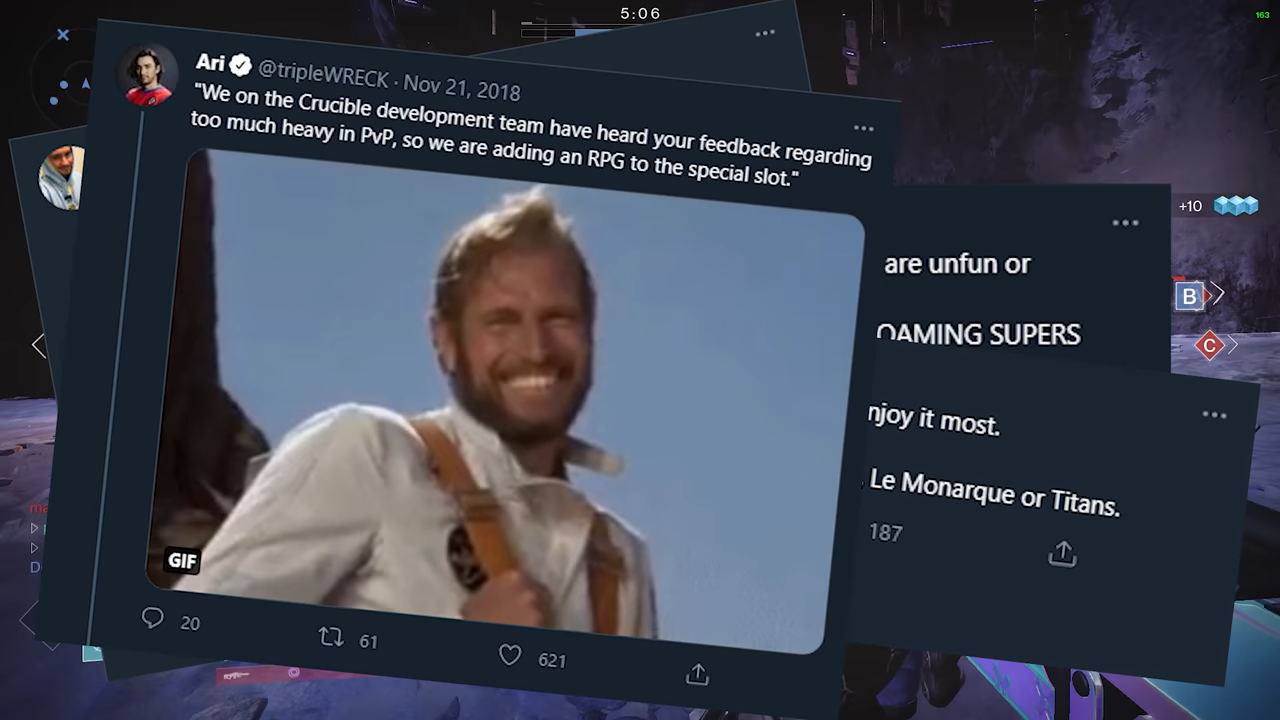 5:06
163
Ari @tripleWRECK · Nov 21, 2018
"We on the Crucible development team have heard your feedback regarding
too much heavy in PvP, so we are adding an RPG to the special slot."
+10
are unfun or
B
OAMING SUPERS
C
njoy it most.
Le Monarque or Titans.
187
GIF
20 61 621